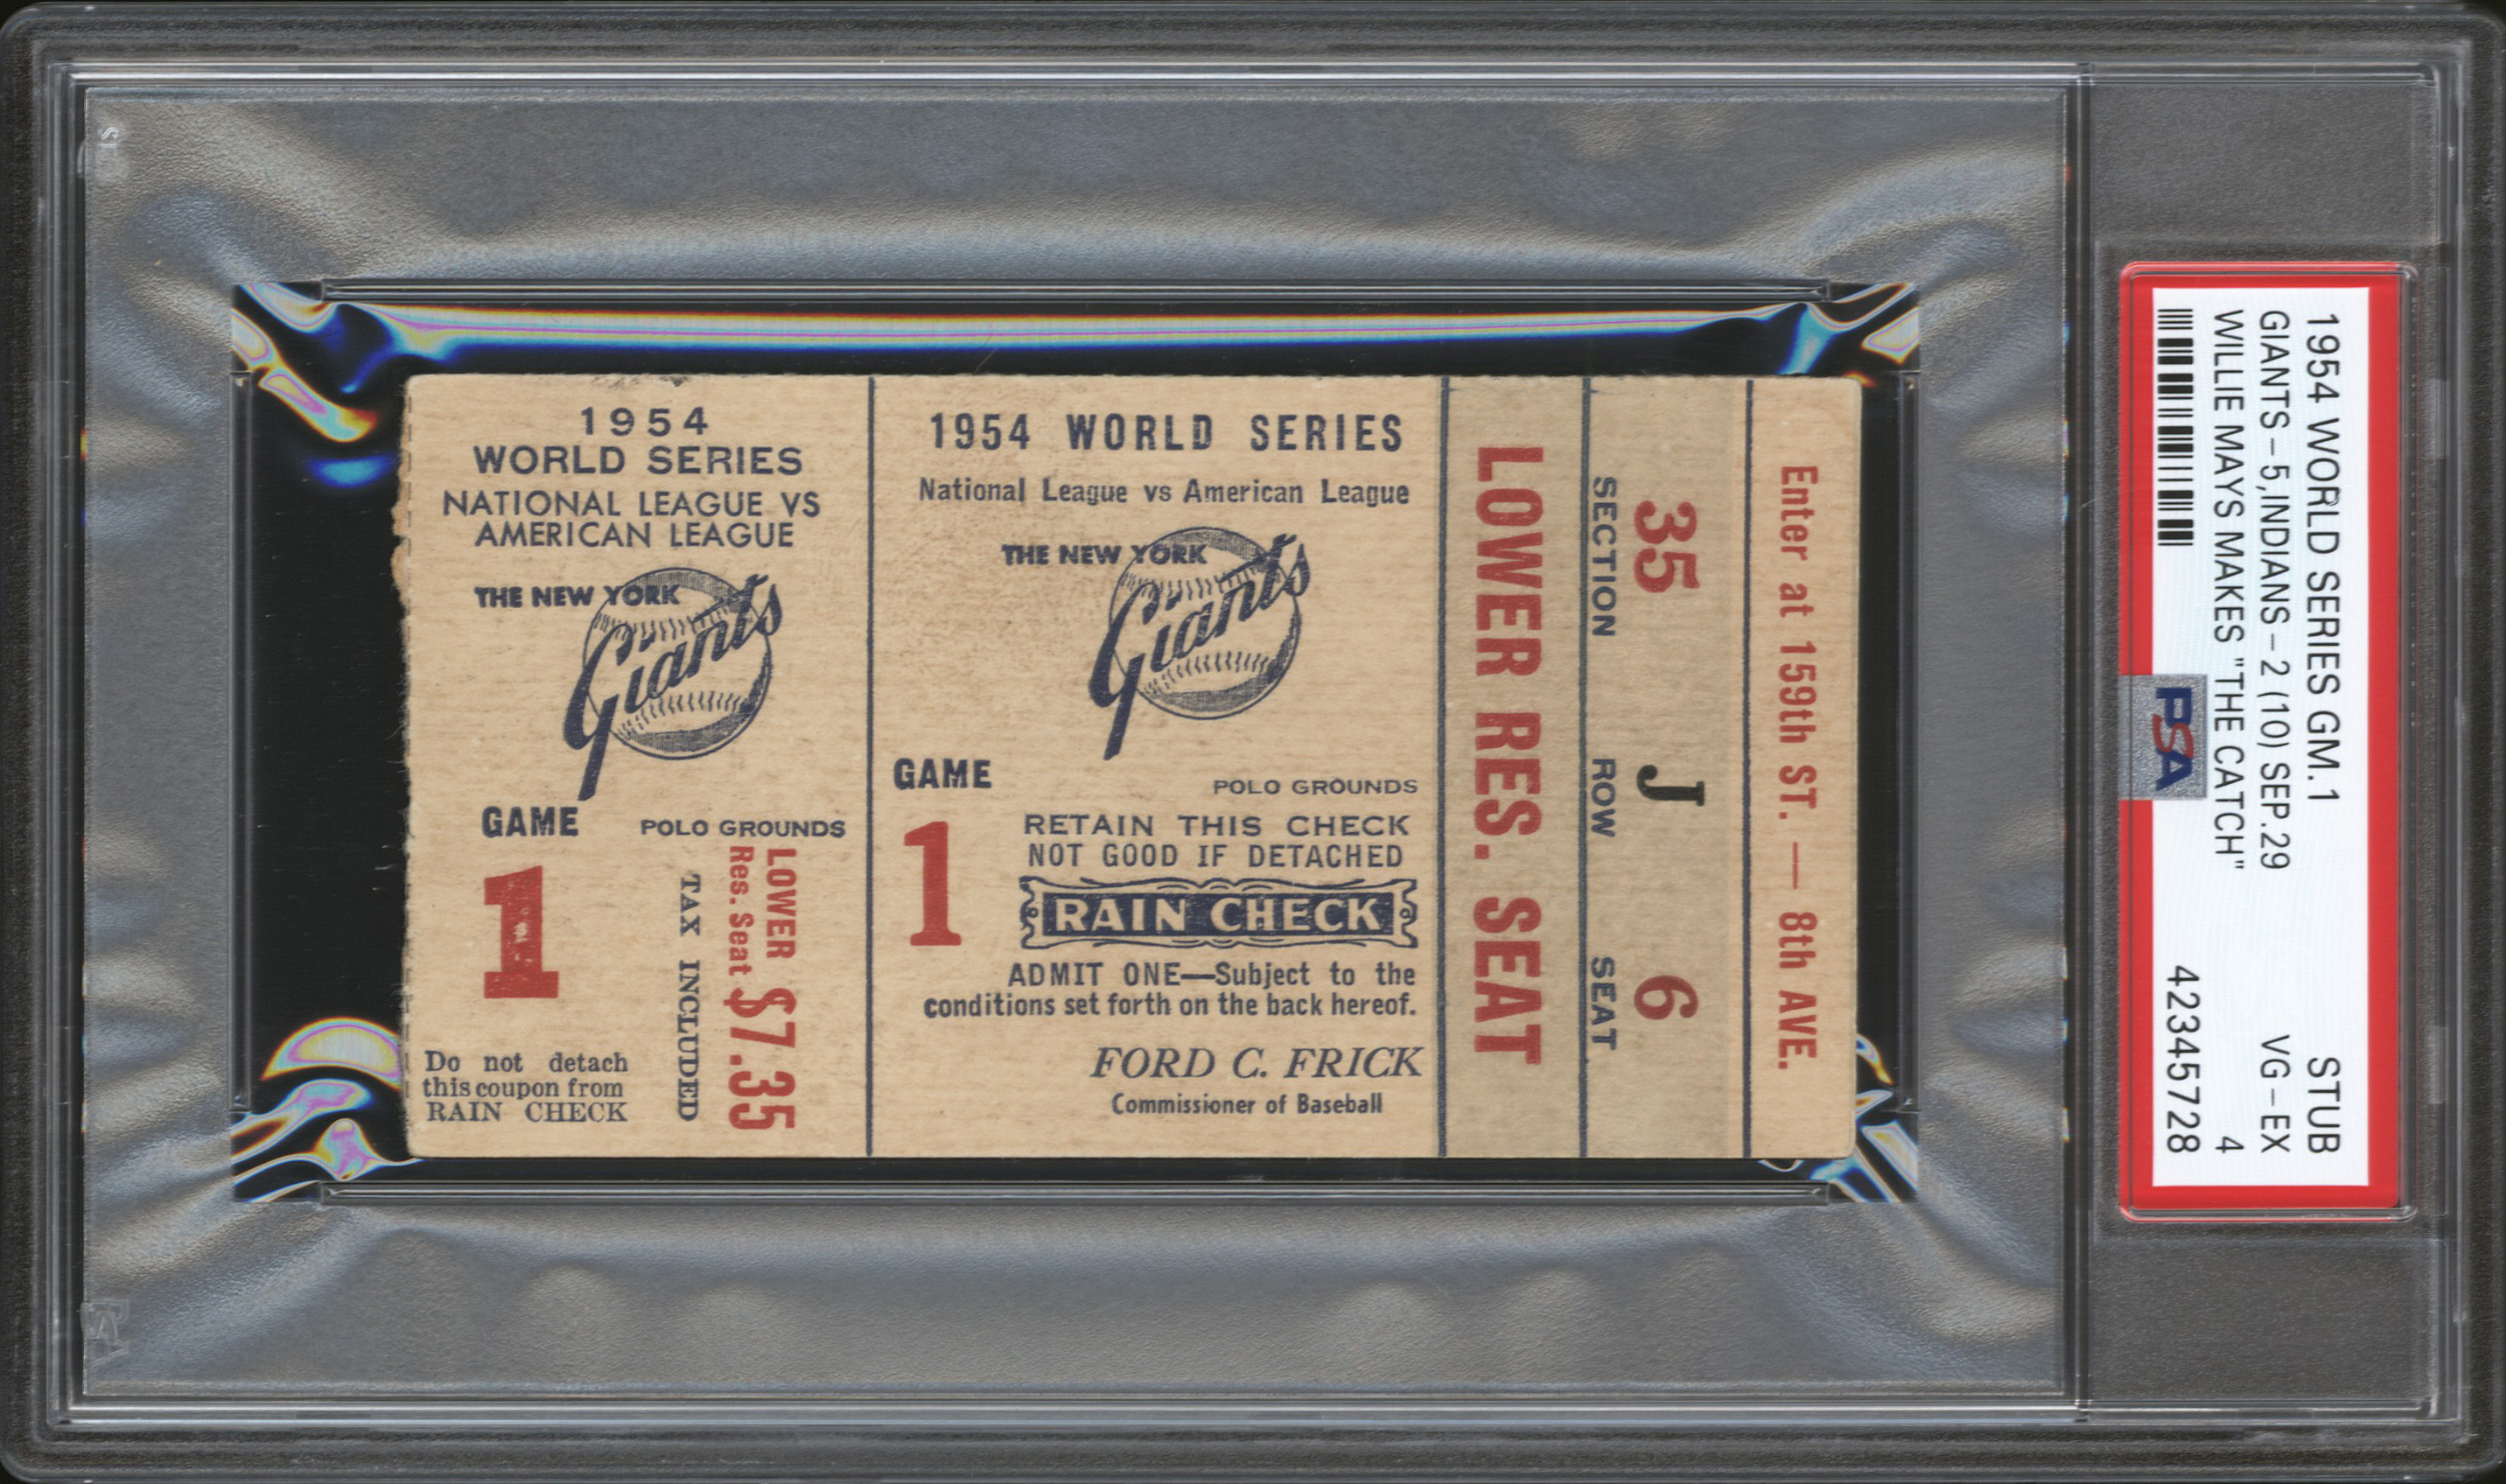 1954
WORLD SERIES
NATIONAL LEAGUE VS
AMERICAN LEAGUE
THE NEW YORK
Giants
GAME
POLO GROUNDS
1
LOWER
Res. Seat $7.35
TAX INCLUDED
Do not detach
this coupon from
RAIN CHECK
1954 WORLD SERIES
National League vs American League
THE NEW YORK
Giants
GAME
POLO GROUNDS
1
RETAIN THIS CHECK
NOT GOOD IF DETACHED
RAIN CHECK
ADMIT ONE—Subject to the
conditions set forth on the back hereof.
FORD C. FRICK
Commissioner of Baseball
LOWER RES. SEAT
35 J 6
SECTION ROW SEAT
Enter at 159th ST. — 8th AVE.
1954 WORLD SERIES GM.1 STUB
GIANTS-5,INDIANS-2 (10) SEP.29 VG-EX
WILLIE MAYS MAKES "THE CATCH" 4
PSA
42345728